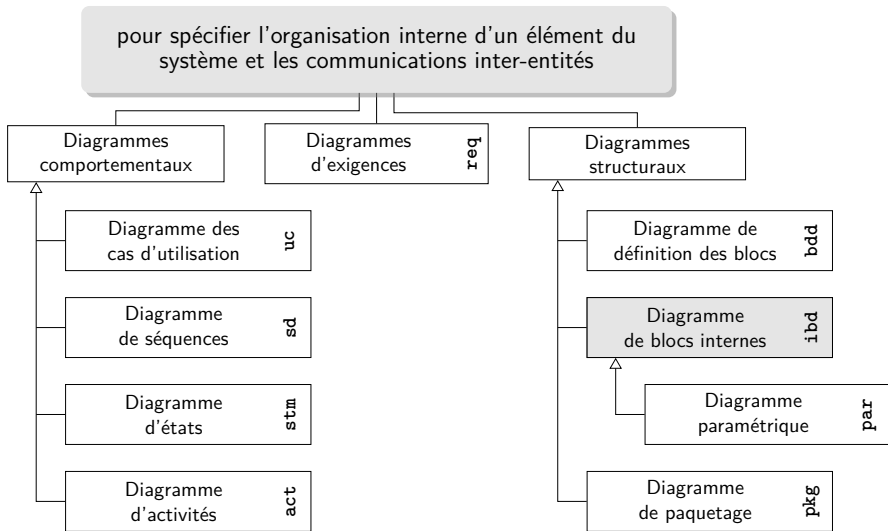 pour spécifier l'organisation interne d'un élément du
système et les communications inter-entités
Diagrammes
comportementaux
Diagrammes
d'exigences
req
Diagrammes
structuraux
Diagramme des
cas d'utilisation
uc
Diagramme
de séquences
sd
Diagramme
d'états
stm
Diagramme
d'activités
act
Diagramme de
définition des blocs
bdd
Diagramme
de blocs internes
ibd
Diagramme
paramétrique
par
Diagramme
de paquetage
pkg